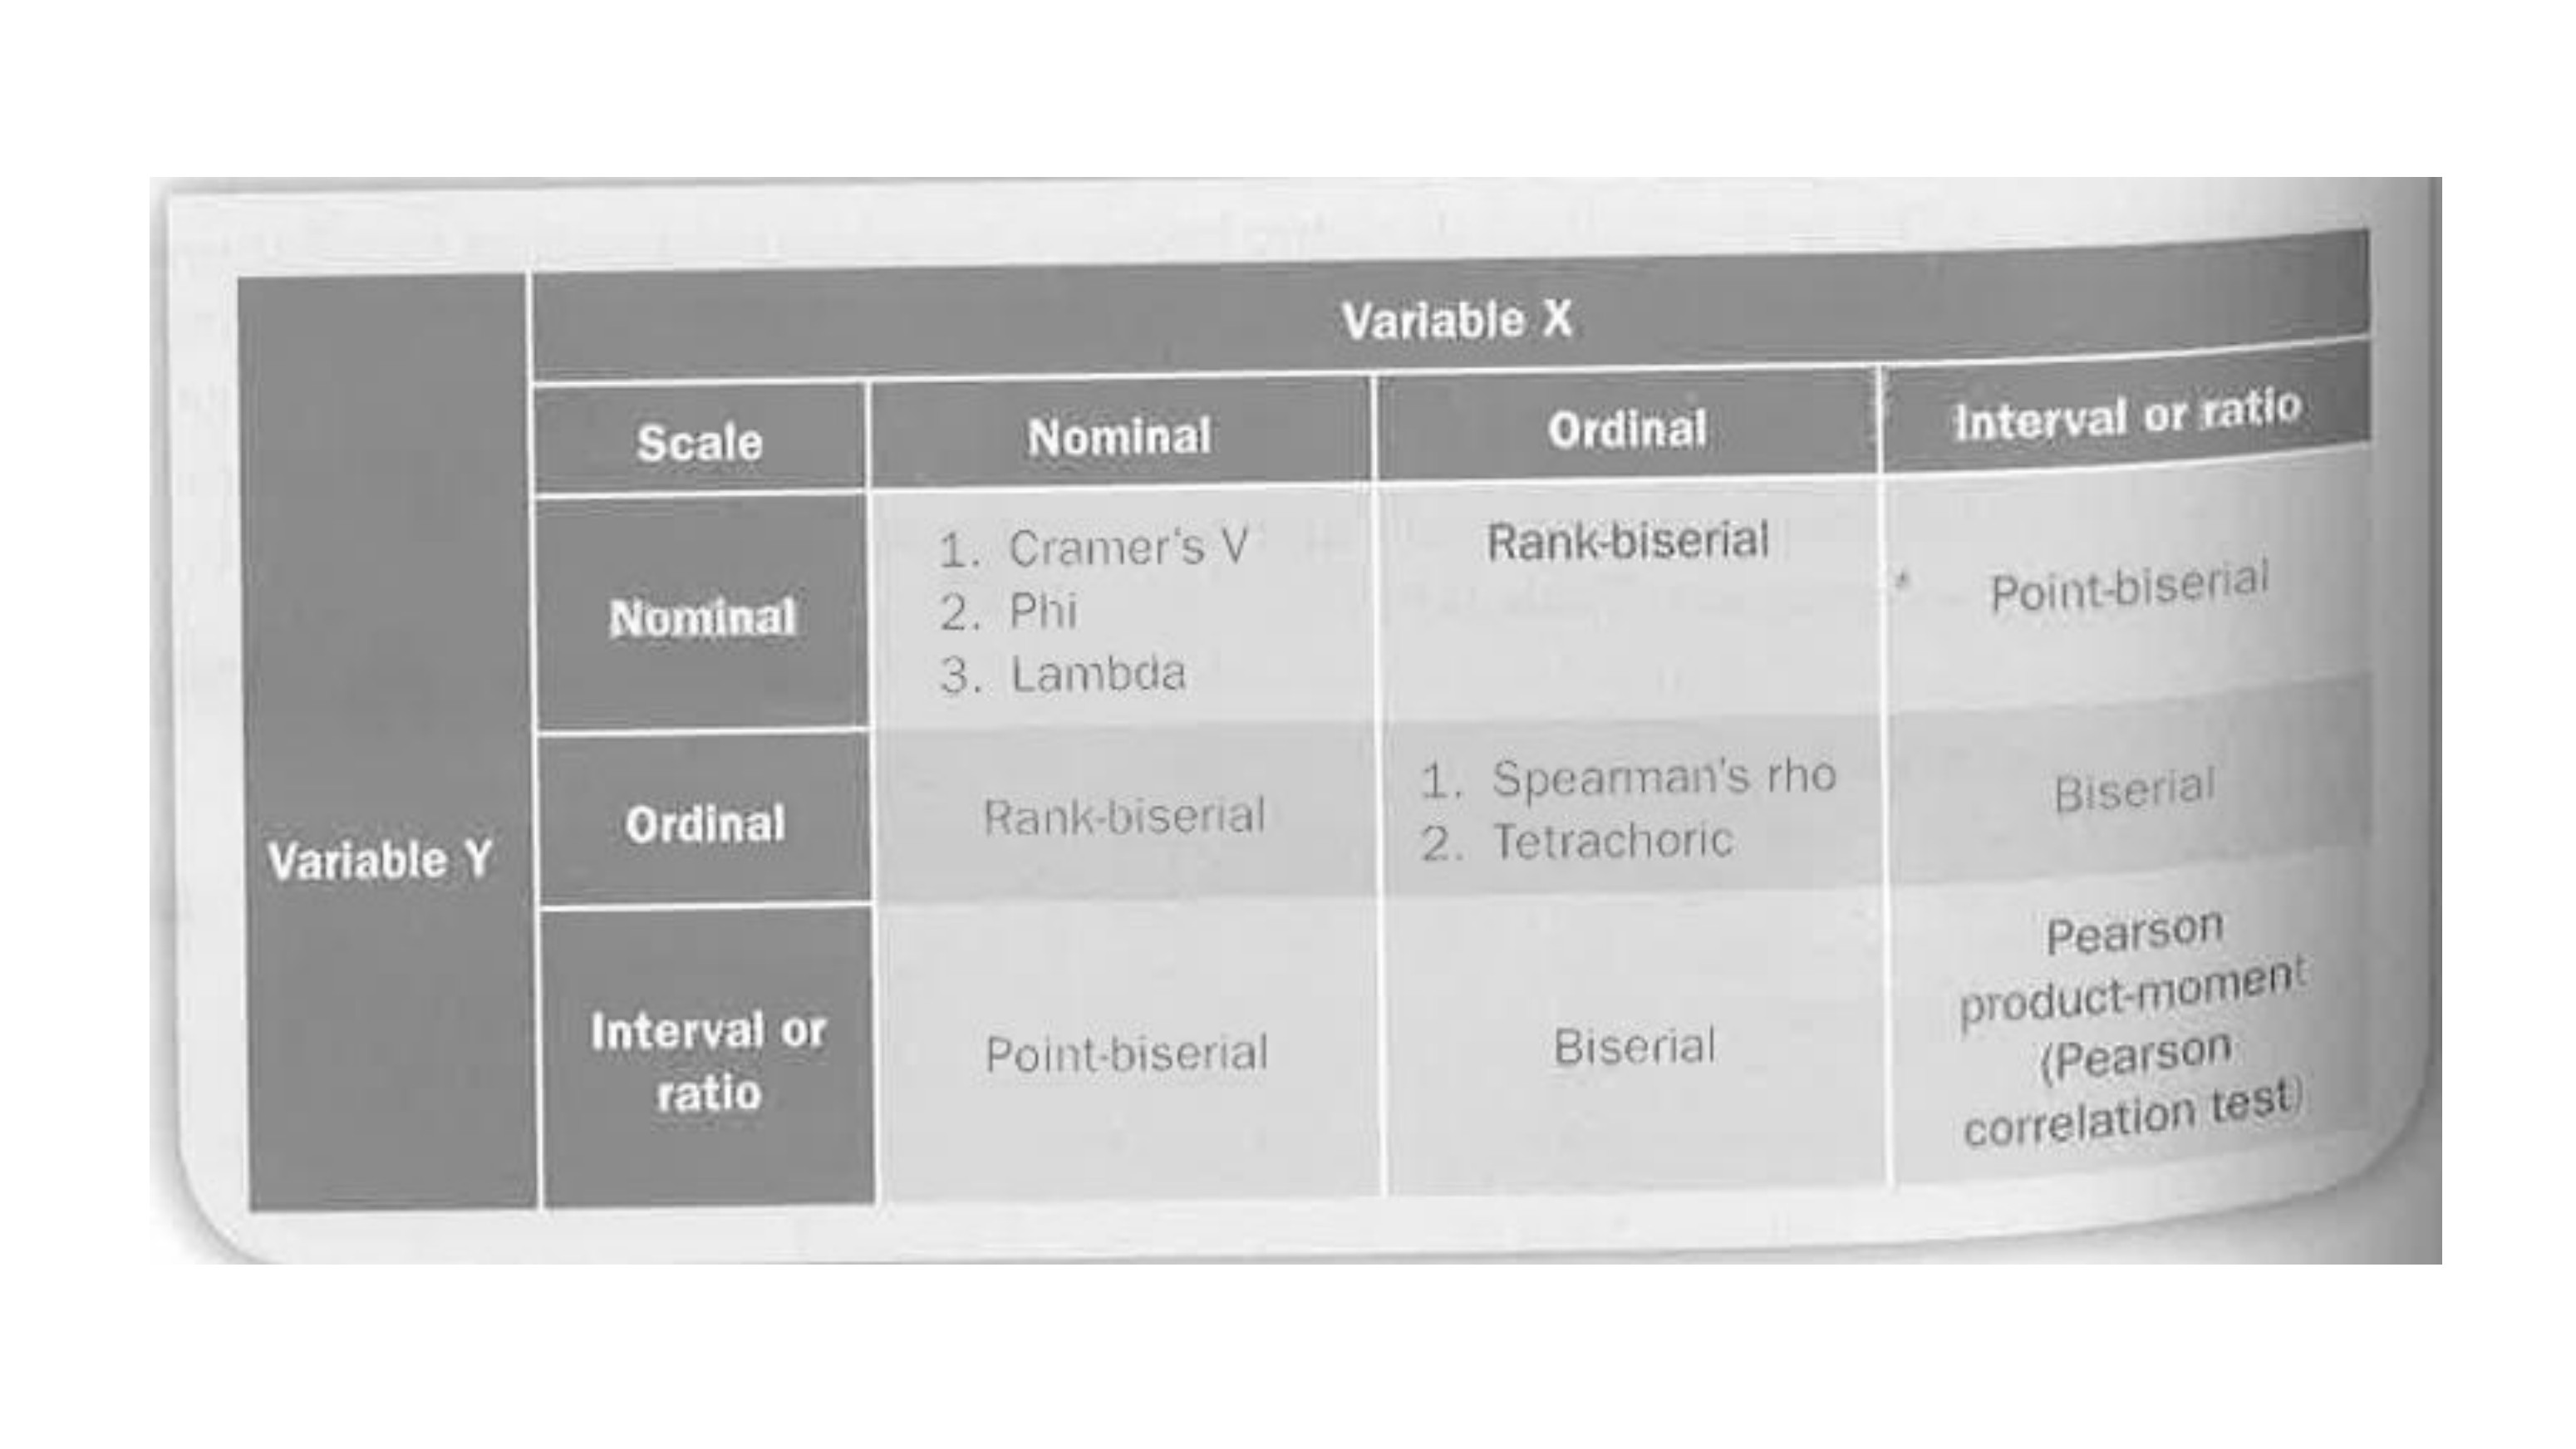 Variable X
Scale
Nominal
Ordinal
Interval or ratio
Variable Y
Nominal
1. Cramer's V
2. Phi
3. Lambda
Rank-biserial
Point-biserial
Ordinal
Rank-biserial
1. Spearman's rho
2. Tetrachoric
Biserial
Interval or
ratio
Point-biserial
Biserial
Pearson
product-moment
(Pearson
correlation test)